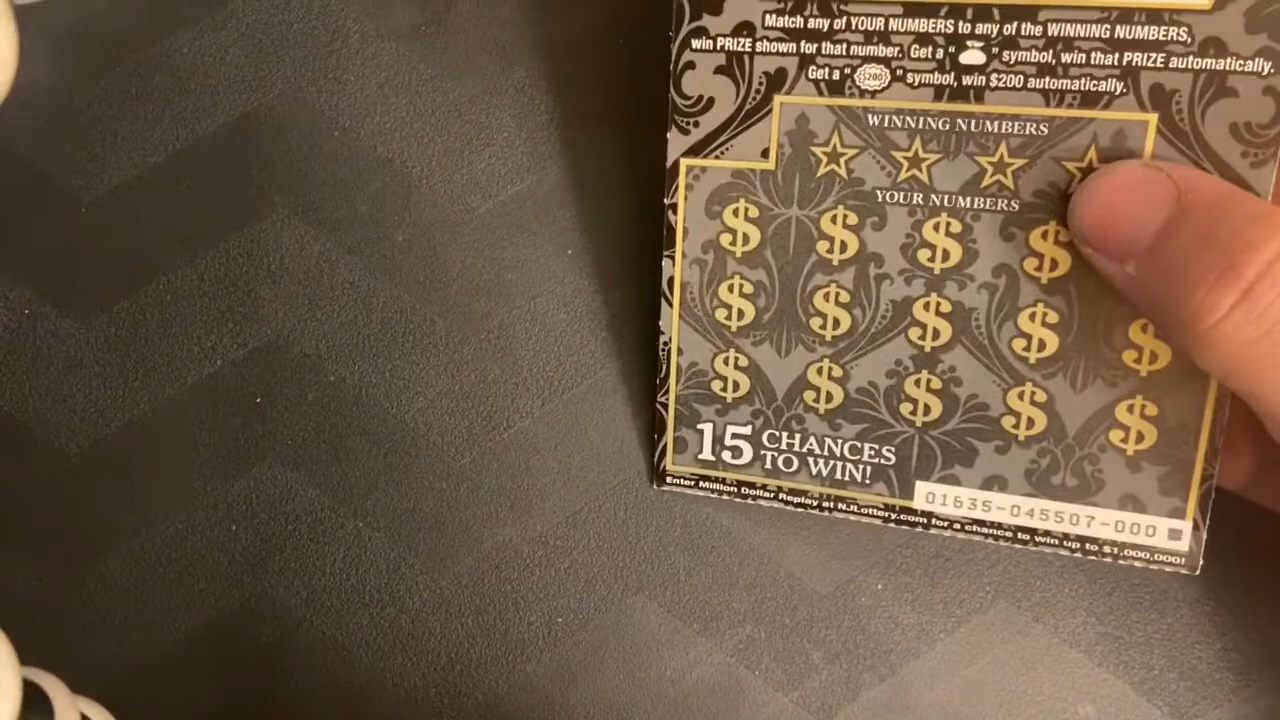 Match any of YOUR NUMBERS to any of the WINNING NUMBERS,
win PRIZE shown for that number. Get a " " symbol, win that PRIZE automatically.
Get a "$200" symbol, win $200 automatically.
WINNING NUMBERS
YOUR NUMBERS
$ $ $ $
$ $ $ $ $
$ $ $ $ $
15 CHANCES
TO WIN!
01635-045507-000
Enter Million Dollar Replay at NJLottery.com for a chance to win up to $1,000,000!